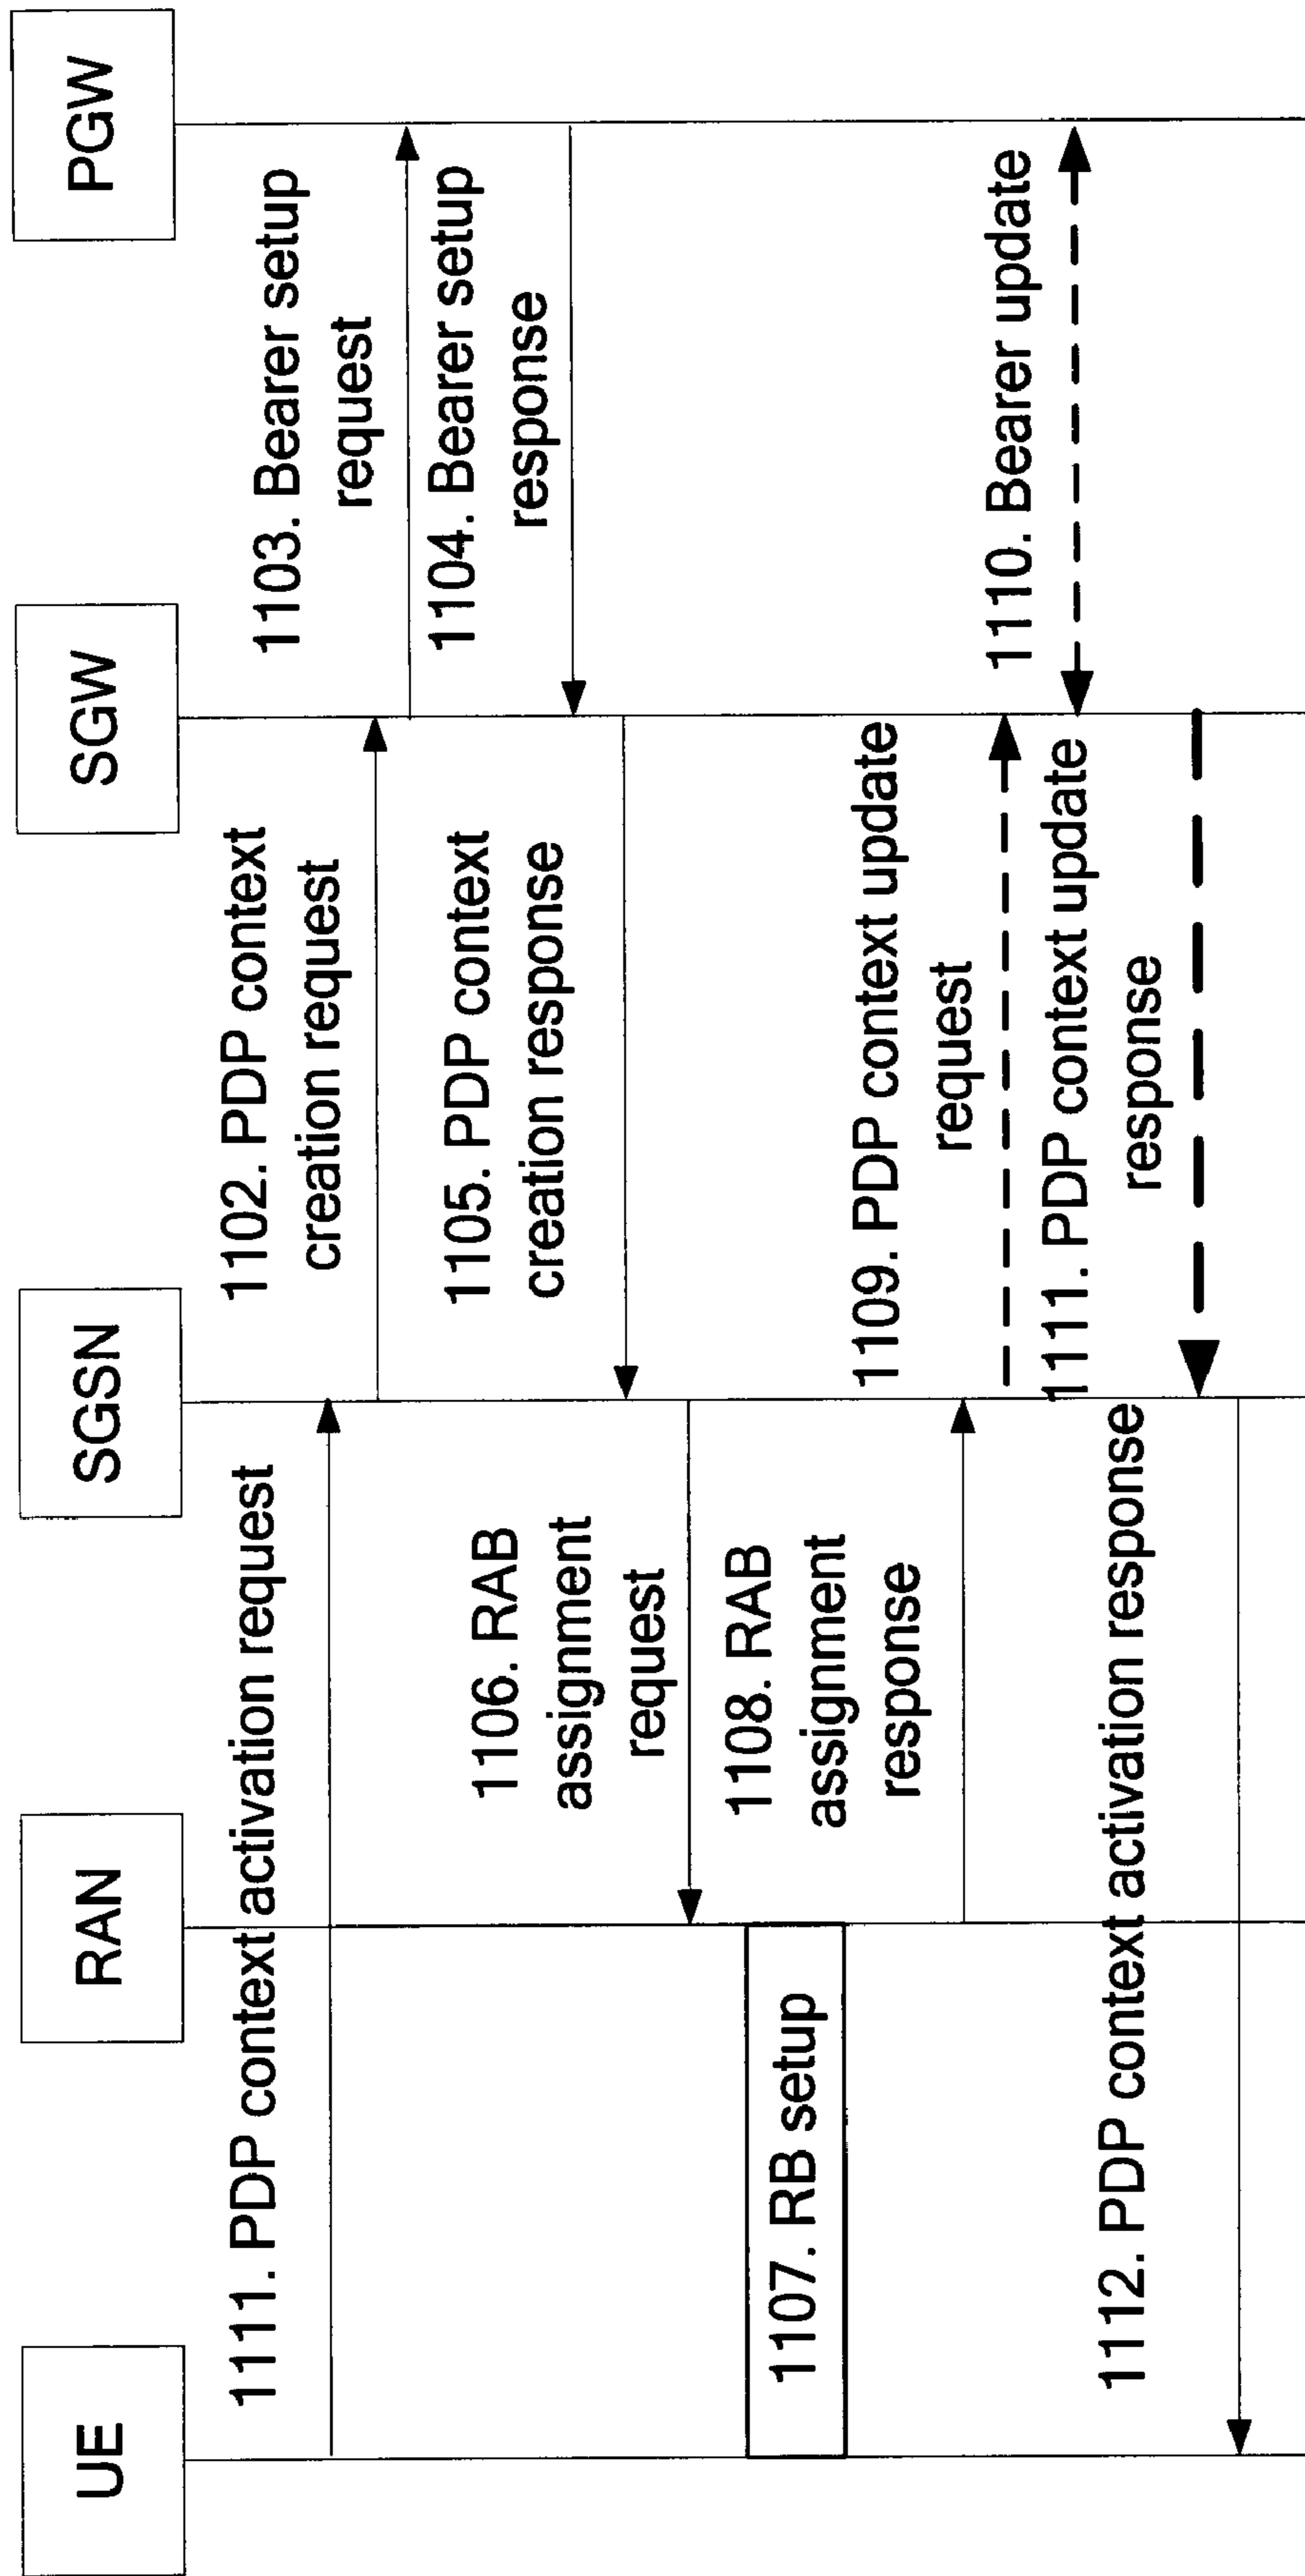 UE
RAN
SGSN
SGW
PGW
1111. PDP context activation request
1102. PDP context
creation request
1103. Bearer setup
request
1104. Bearer setup
response
1105. PDP context
creation response
1106. RAB
assignment
request
1107. RB setup
1108. RAB
assignment
response
1109. PDP context update
request
1110. Bearer update
1111. PDP context update
response
1112. PDP context activation response